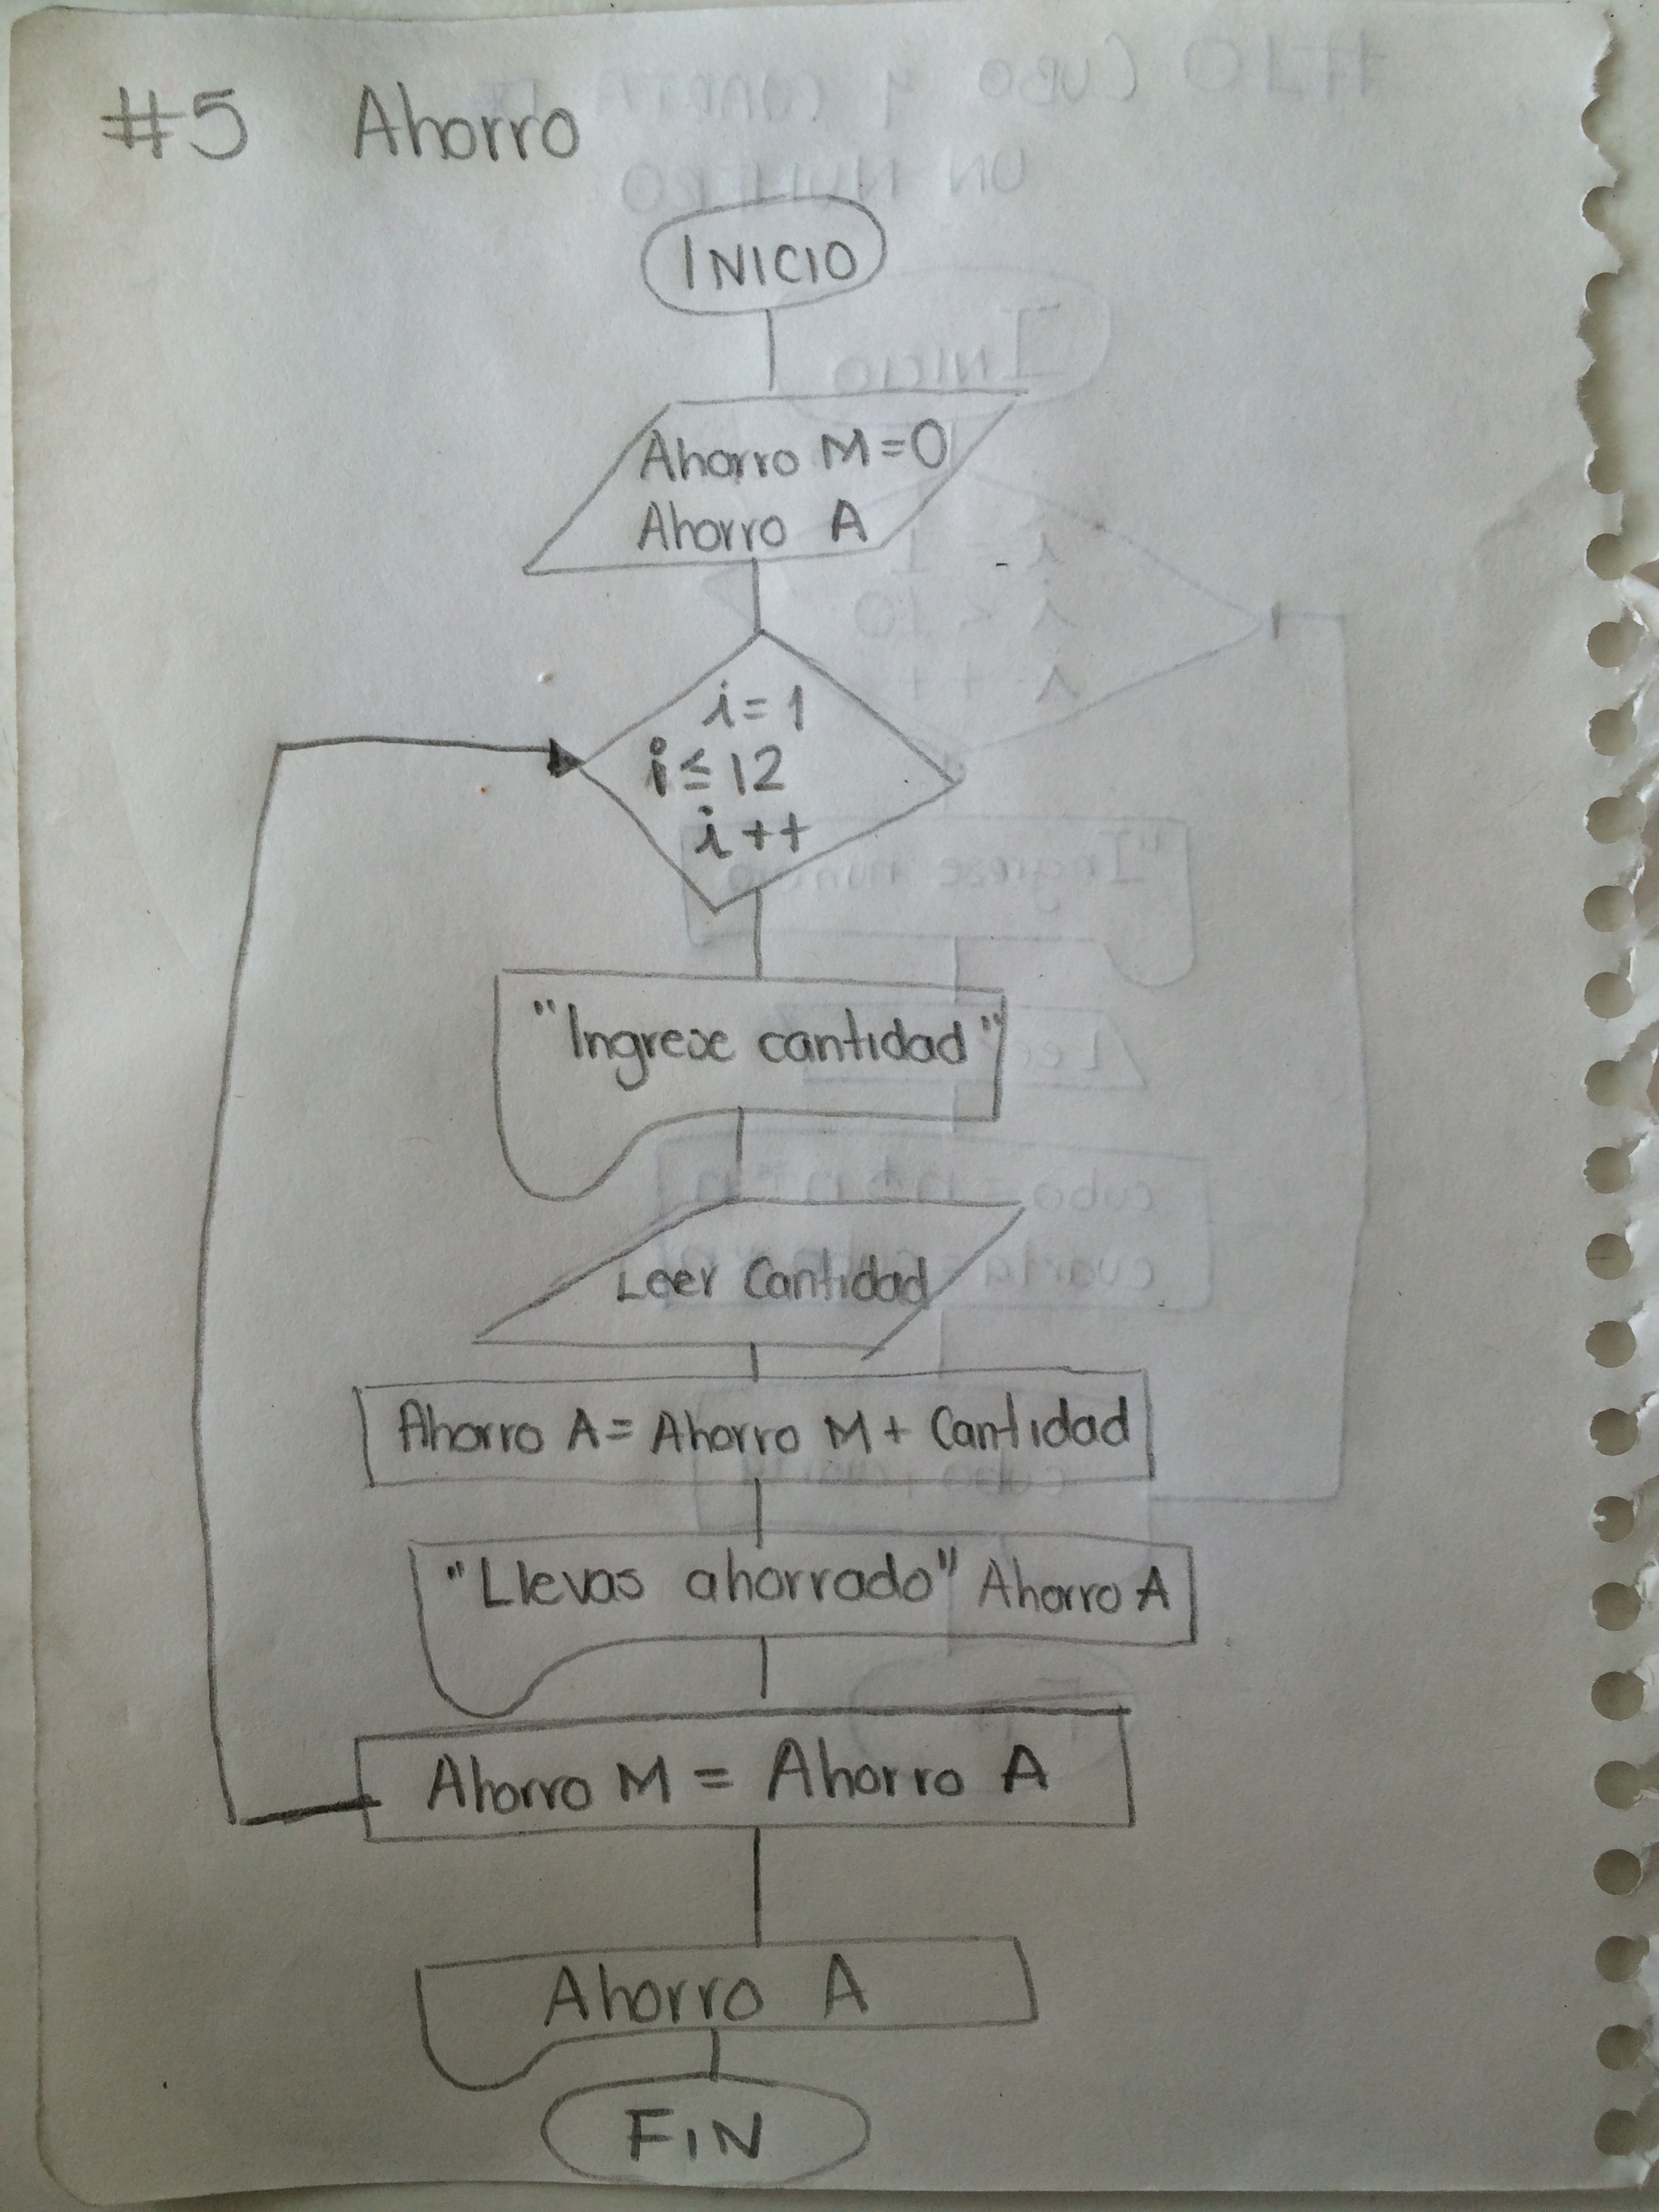 #5 Ahorro
INICIO
Ahorro M=0
Ahorro A
i=1
i≤12
i++
"Ingrese cantidad"
Leer Cantidad
Ahorro A = Ahorro M + Cantidad
"Llevas ahorrado" Ahorro A
Ahorro M = Ahorro A
Ahorro A
FIN